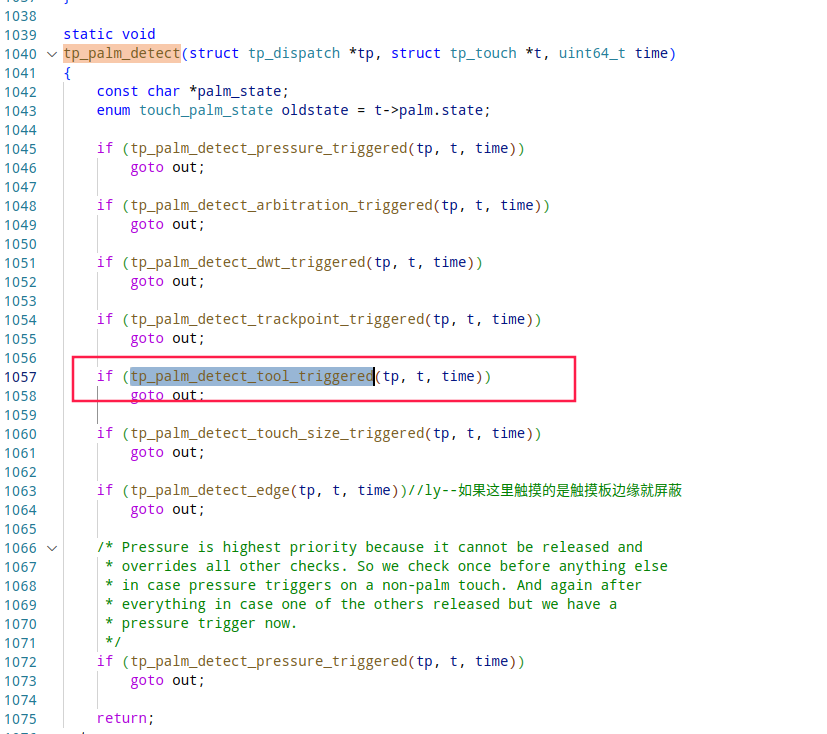 1038
1039 static void
1040 tp_palm_detect(struct tp_dispatch *tp, struct tp_touch *t, uint64_t time)
1041 {
1042 const char *palm_state;
1043 enum touch_palm_state oldstate = t->palm.state;
1044
1045 if (tp_palm_detect_pressure_triggered(tp, t, time))
1046 goto out;
1047
1048 if (tp_palm_detect_arbitration_triggered(tp, t, time))
1049 goto out;
1050
1051 if (tp_palm_detect_dwt_triggered(tp, t, time))
1052 goto out;
1053
1054 if (tp_palm_detect_trackpoint_triggered(tp, t, time))
1055 goto out;
1056
1057 if (tp_palm_detect_tool_triggered(tp, t, time))
1058 goto out;
1059
1060 if (tp_palm_detect_touch_size_triggered(tp, t, time))
1061 goto out;
1062
1063 if (tp_palm_detect_edge(tp, t, time))//ly--如果这里触摸的是触摸板边缘就屏蔽
1064 goto out;
1065
1066 /* Pressure is highest priority because it cannot be released and
1067 * overrides all other checks. So we check once before anything else
1068 * in case pressure triggers on a non-palm touch. And again after
1069 * everything in case one of the others released but we have a
1070 * pressure trigger now.
1071 */
1072 if (tp_palm_detect_pressure_triggered(tp, t, time))
1073 goto out;
1074
1075 return;